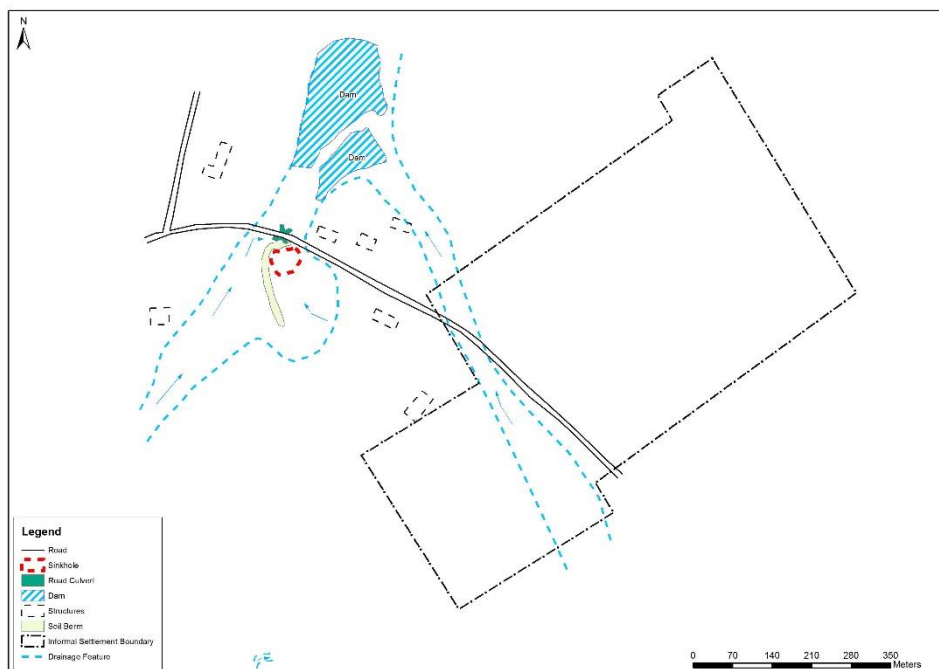 N
Dam
Dam
Legend
Road
Sinkhole
Road Culvert
Dam
Structures
Soil Berm
Informal Settlement Boundary
Drainage Feature
0 70 140 210 280 350
Meters